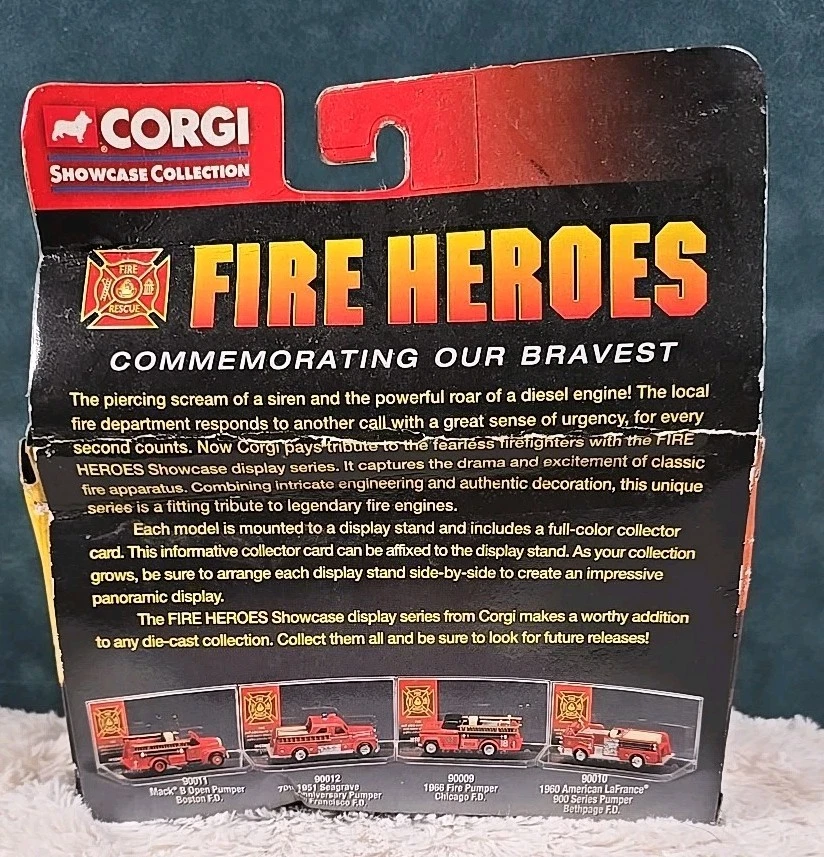 CORGI
SHOWCASE COLLECTION
FIRE
RESCUE
FIRE HEROES
COMMEMORATING OUR BRAVEST
The piercing scream of a siren and the powerful roar of a diesel engine! The local
fire department responds to another call with a great sense of urgency, for every
second counts. Now Corgi pays tribute to the fearless firefighters with the FIRE
HEROES Showcase display series. It captures the drama and excitement of classic
fire apparatus. Combining intricate engineering and authentic decoration, this unique
series is a fitting tribute to legendary fire engines.
Each model is mounted to a display stand and includes a full-color collector
card. This informative collector card can be affixed to the display stand. As your collection
grows, be sure to arrange each display stand side-by-side to create an impressive
panoramic display.
The FIRE HEROES Showcase display series from Corgi makes a worthy addition
to any die-cast collection. Collect them all and be sure to look for future releases!
90011
Mack® B Open Pumper
Boston F.D.
90012
70th 1951 Seagrave
Anniversary Pumper
Francisco F.D.
90009
1966 Fire Pumper
Chicago F.D.
90010
1960 American LaFrance®
900 Series Pumper
Bethpage F.D.